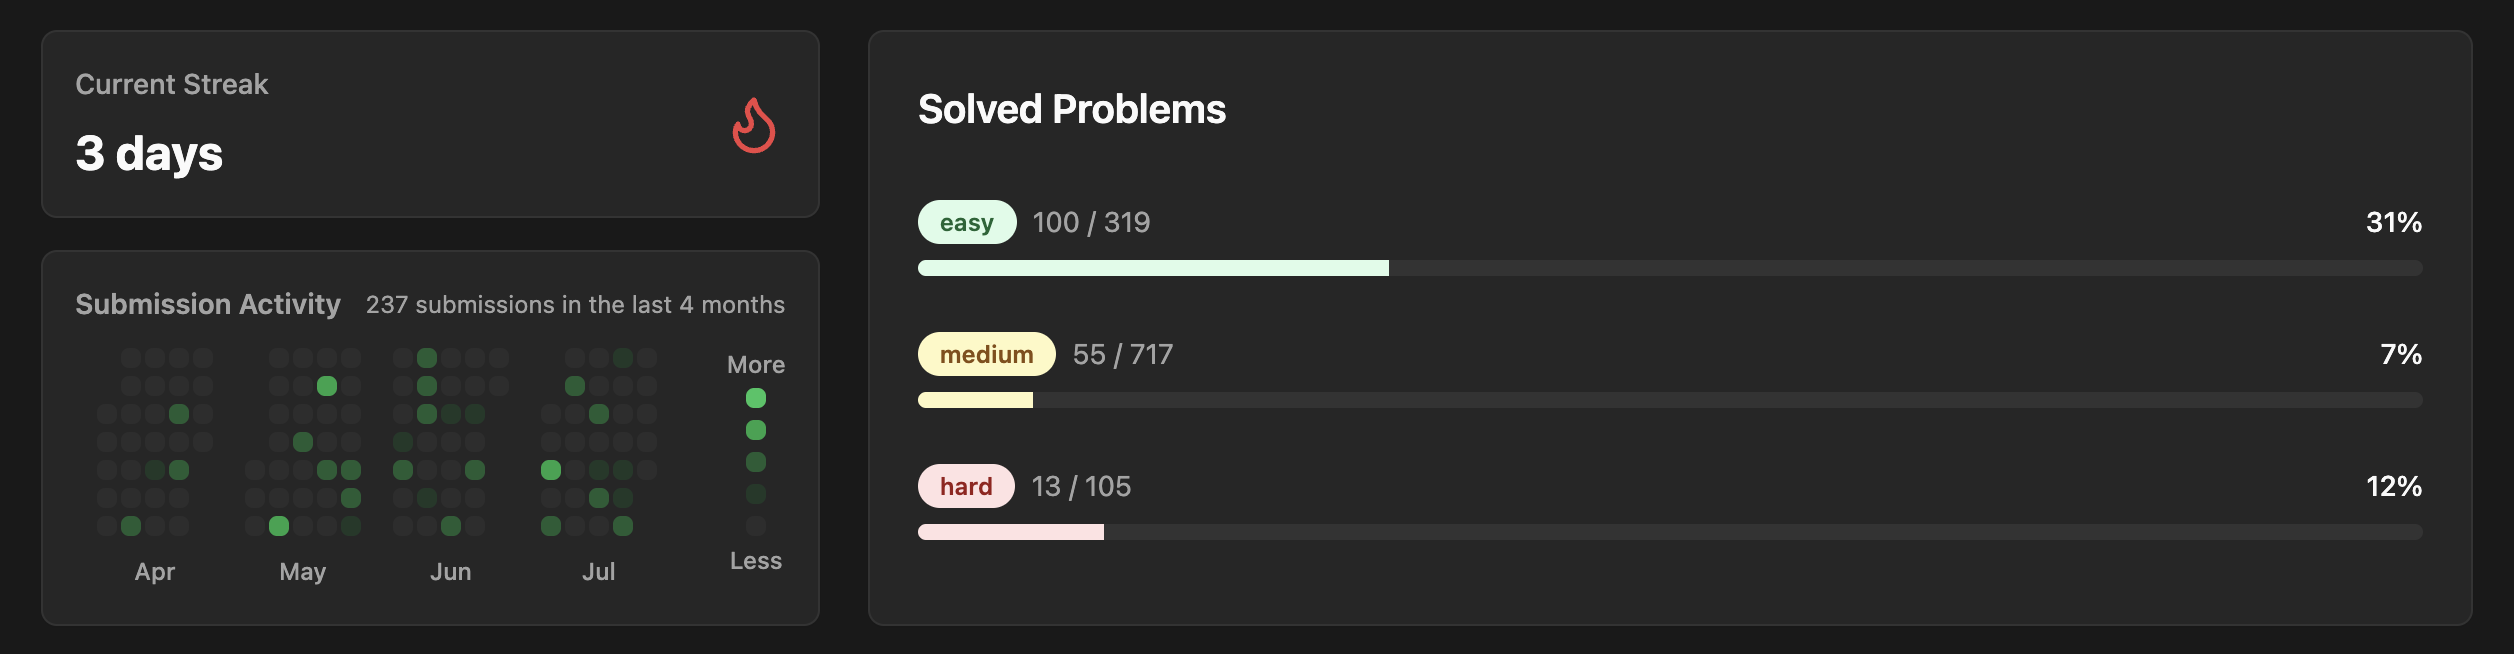 Current Streak
3 days
Submission Activity
237 submissions in the last 4 months
More
Less
Apr
May
Jun
Jul
Solved Problems
easy
100 / 319
31%
medium
55 / 717
7%
hard
13 / 105
12%